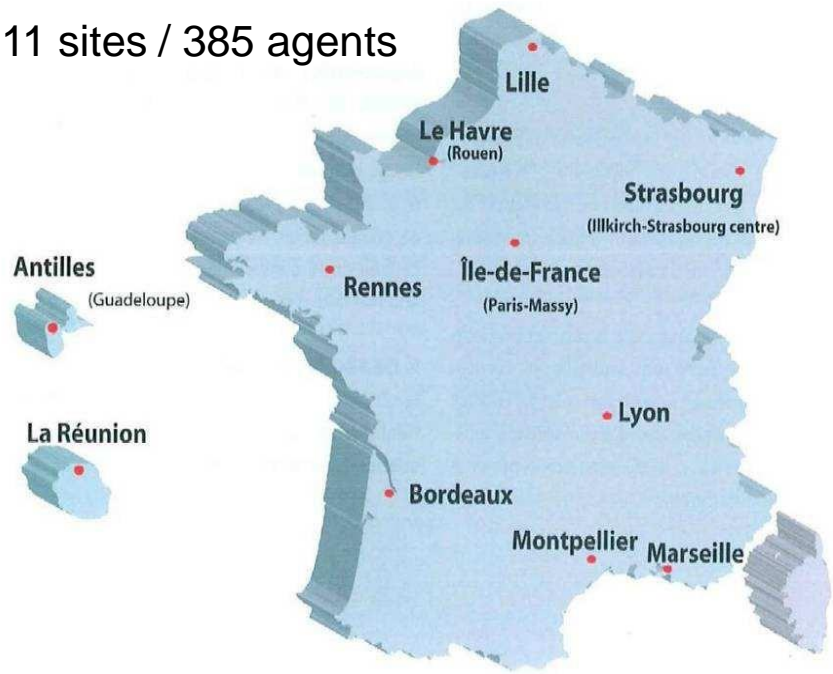 11 sites / 385 agents
Lille
Le Havre
(Rouen)
Strasbourg
(Illkirch-Strasbourg centre)
Antilles
(Guadeloupe)
Rennes
Île-de-France
(Paris-Massy)
Lyon
La Réunion
Bordeaux
Montpellier
Marseille